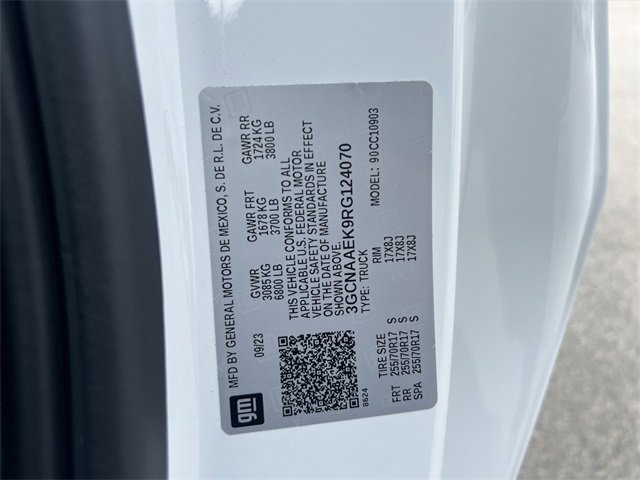 gm
MFD BY GENERAL MOTORS DE MEXICO, S. DE R.L. DE C.V.
09/23 GVWR GAWR FRT GAWR RR
3085 KG 1678 KG 1724 KG
6800 LB 3700 LB 3800 LB
THIS VEHICLE CONFORMS TO ALL
APPLICABLE U.S. FEDERAL MOTOR
VEHICLE SAFETY STANDARDS IN EFFECT
ON THE DATE OF MANUFACTURE
SHOWN ABOVE.
3GCNAAEK9RG124070
8624 TYPE: TRUCK MODEL: 90CC10903
TIRE SIZE RIM
FRT 255/70R17 S 17X8J
RR 255/70R17 S 17X8J
SPA 255/70R17 S 17X8J